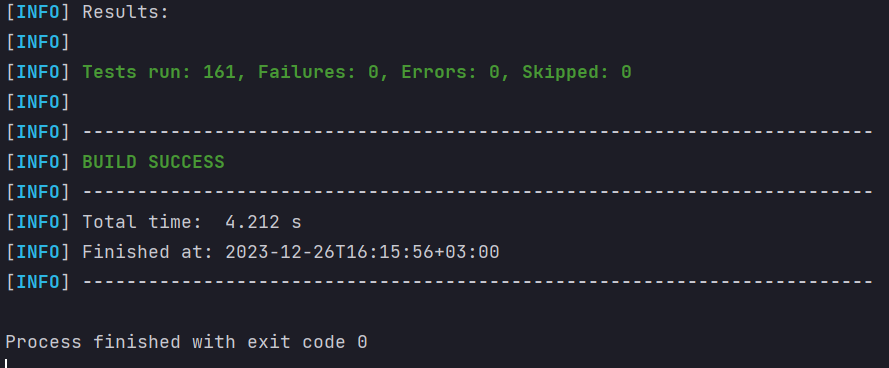 [INFO] Results:
[INFO]
[INFO] Tests run: 161, Failures: 0, Errors: 0, Skipped: 0
[INFO]
[INFO] ------------------------------------------------------------------------
[INFO] BUILD SUCCESS
[INFO] ------------------------------------------------------------------------
[INFO] Total time:  4.212 s
[INFO] Finished at: 2023-12-26T16:15:56+03:00
[INFO] ------------------------------------------------------------------------
Process finished with exit code 0